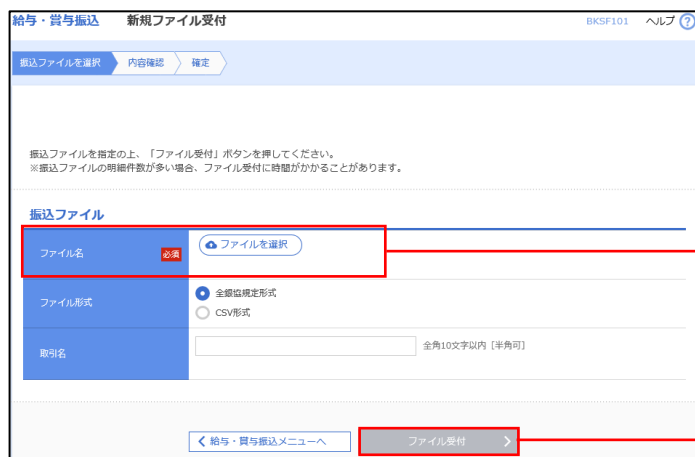 給与・賞与振込 新規ファイル受付 BKSF101 ヘルプ ?
振込ファイルを選択 内容確認 確定
振込ファイルを指定の上、「ファイル受付」ボタンを押してください。
※振込ファイルの明細件数が多い場合、ファイル受付に時間がかかることがあります。
振込ファイル
ファイル名 必須 ファイルを選択
ファイル形式 全銀協規定形式
CSV形式
取引名 全角10文字以内［半角可］
給与・賞与振込メニューへ ファイル受付